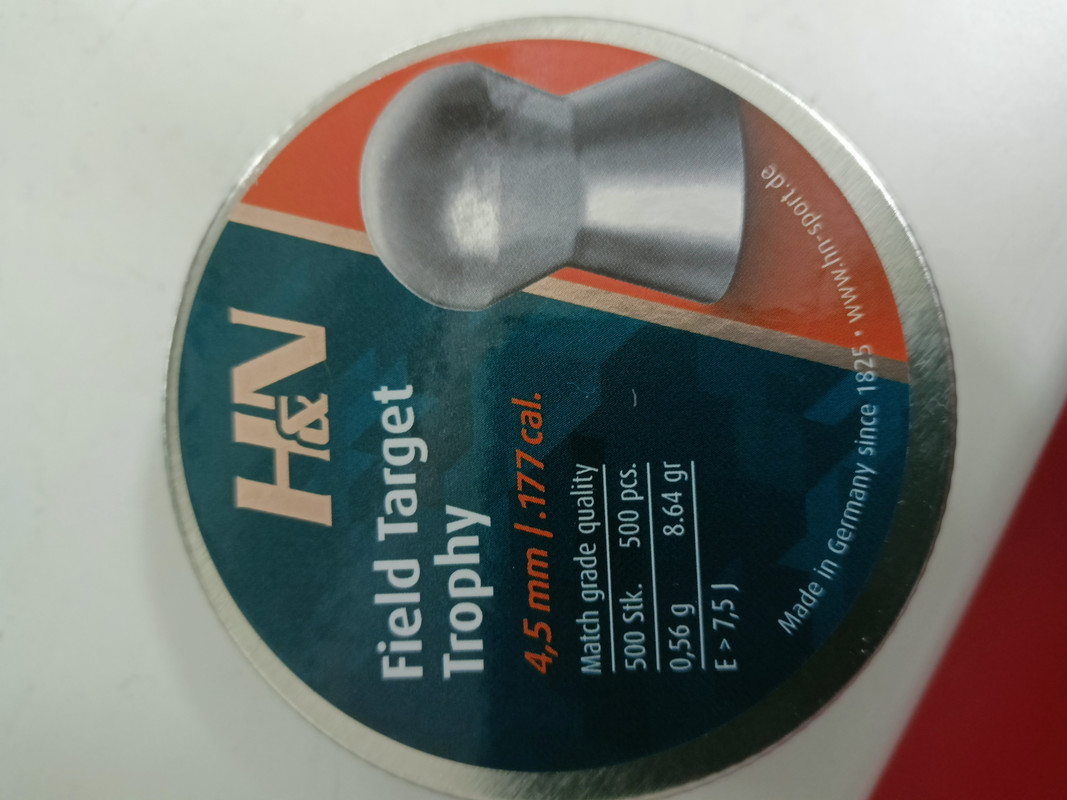 H&N
Field Target
Trophy
4,5 mm / .177 cal.
Match grade quality
500 Stk. 500 pcs.
0,56 g 8.64 gr
E > 7,5 J
Made in Germany since 1825 • www.hn-sport.de